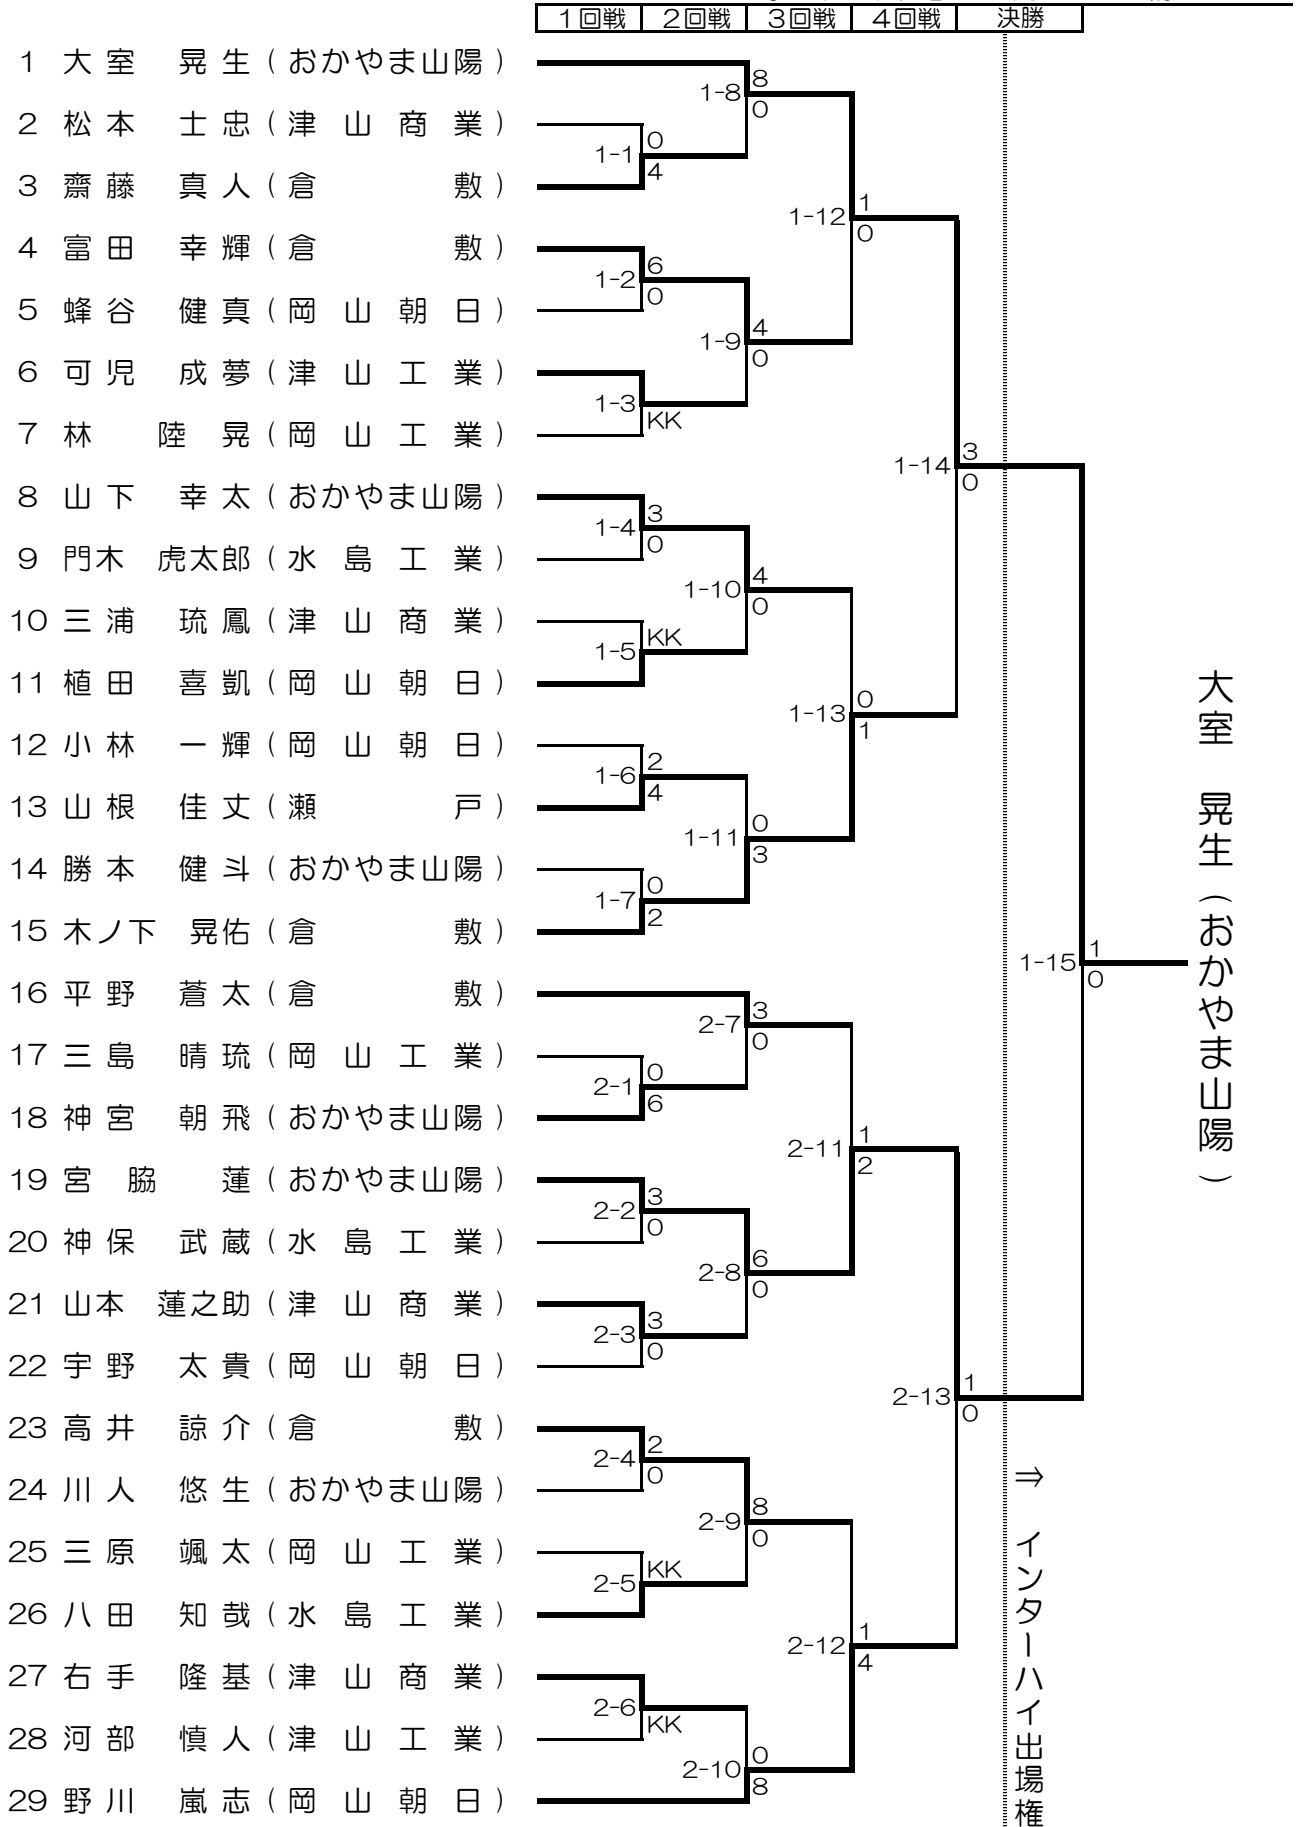 1回戦 2回戦 3回戦 4回戦 決勝
1 大室 晃生(おかやま山陽)
2 松本 士忠(津山商業)
3 齋藤 真人(倉敷)
4 富田 幸輝(倉敷)
5 蜂谷 健真(岡山朝日)
6 可児 成夢(津山工業)
7 林 陸晃(岡山工業)
8 山下 幸太(おかやま山陽)
9 門木 虎太郎(水島工業)
10 三浦 琉鳳(津山商業)
11 植田 喜凱(岡山朝日)
12 小林 一輝(岡山朝日)
13 山根 佳丈(瀬戸)
14 勝本 健斗(おかやま山陽)
15 木ノ下 晃佑(倉敷)
16 平野 蒼太(倉敷)
17 三島 晴琉(岡山工業)
18 神宮 朝飛(おかやま山陽)
19 宮脇 蓮(おかやま山陽)
20 神保 武蔵(水島工業)
21 山本 蓮之助(津山商業)
22 宇野 太貴(岡山朝日)
23 高井 諒介(倉敷)
24 川人 悠生(おかやま山陽)
25 三原 颯太(岡山工業)
26 八田 知哉(水島工業)
27 右手 隆基(津山商業)
28 河部 慎人(津山工業)
29 野川 嵐志(岡山朝日)
1-1 0 4
1-2 6 0
1-3 KK
1-4 3 0
1-5 KK
1-6 2 4
1-7 0 2
2-1 0 6
2-2 3 0
2-3 3 0
2-4 2 0
2-5 KK
2-6 KK
1-8 8 0
1-9 4 0
1-10 4 0
1-11 0 3
2-7 3 0
2-8 6 0
2-9 8 0
2-10 0 8
1-12 1 0
1-13 0 1
2-11 1 2
2-12 1 4
1-14 3 0
2-13 1 0
1-15 1 0
⇒ インターハイ出場権
大室 晃生(おかやま山陽)